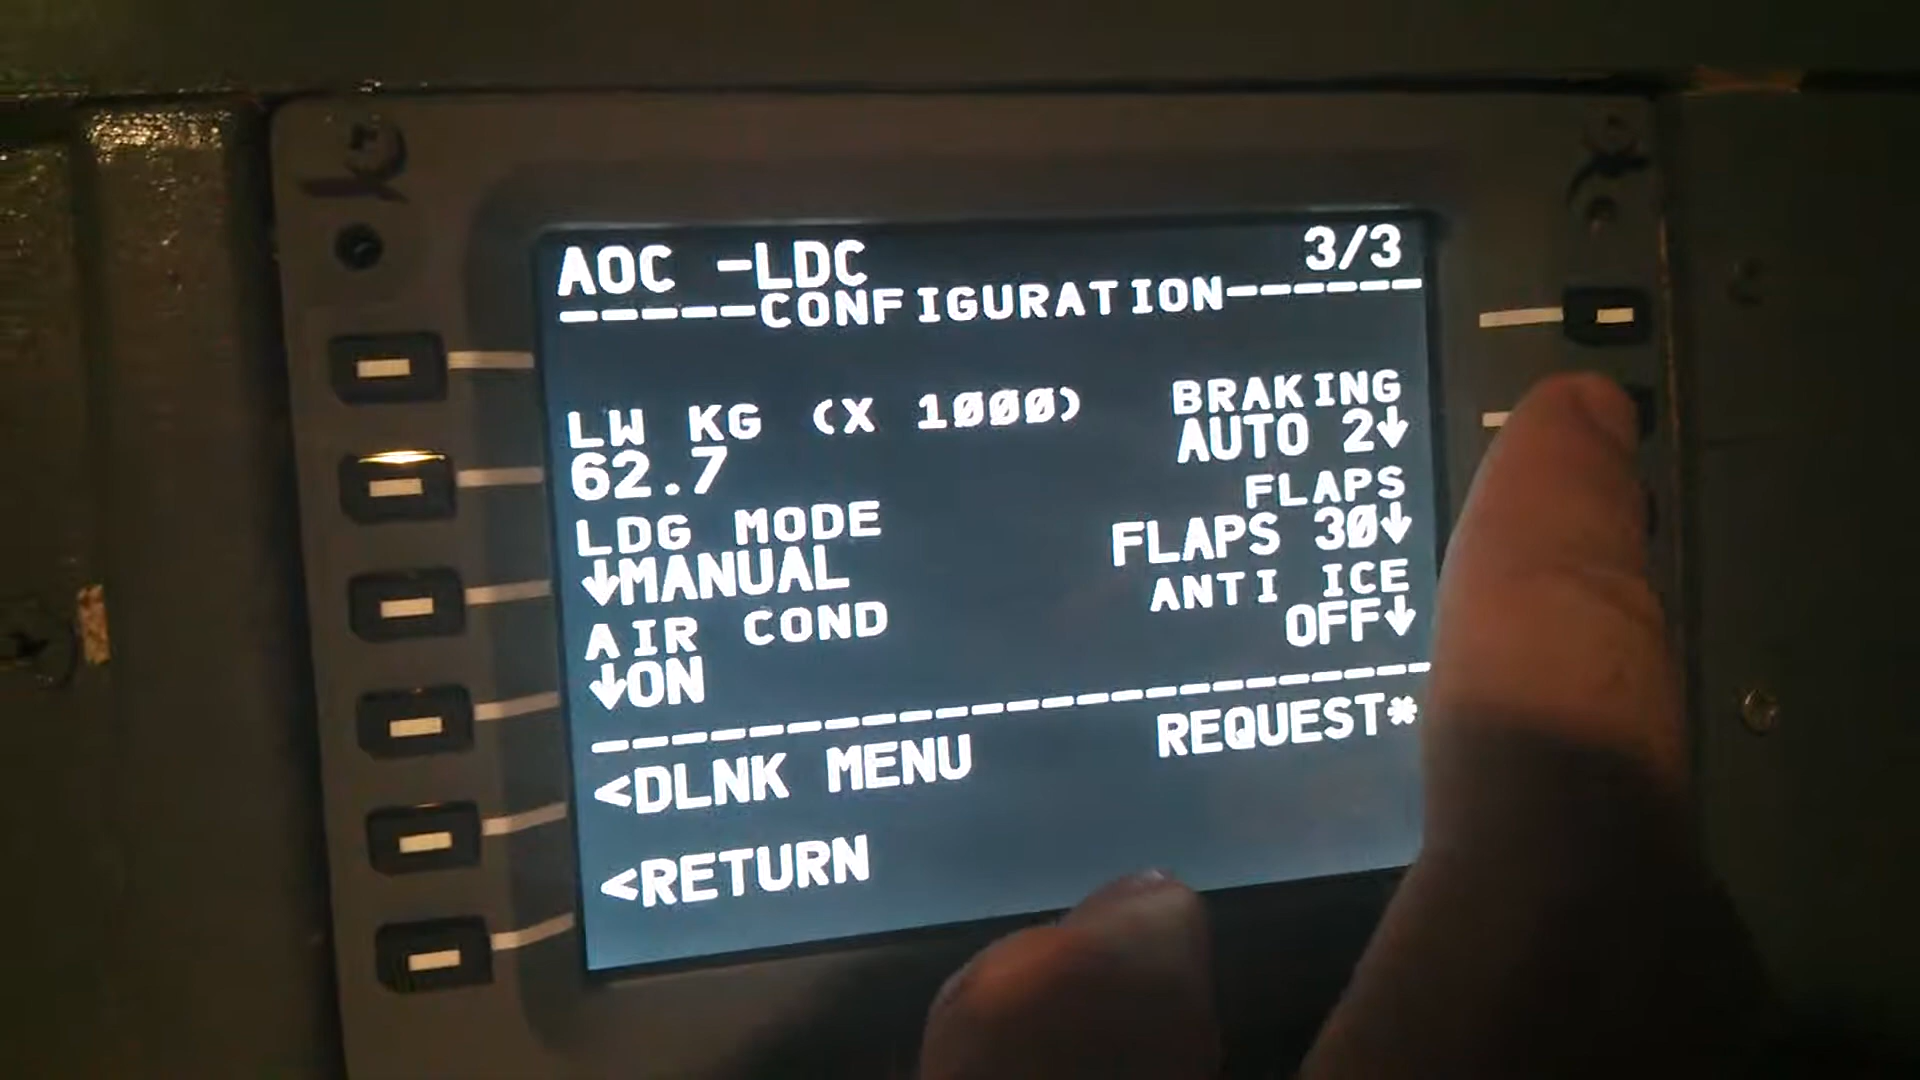 AOC -LDC 3/3
-----CONFIGURATION------
LW KG (X 1000) BRAKING
62.7 AUTO 2↓
FLAPS
LDG MODE FLAPS 30↓
↓MANUAL ANTI ICE
AIR COND OFF↓
↓ON
------------------------
<DLNK MENU REQUEST*
<RETURN